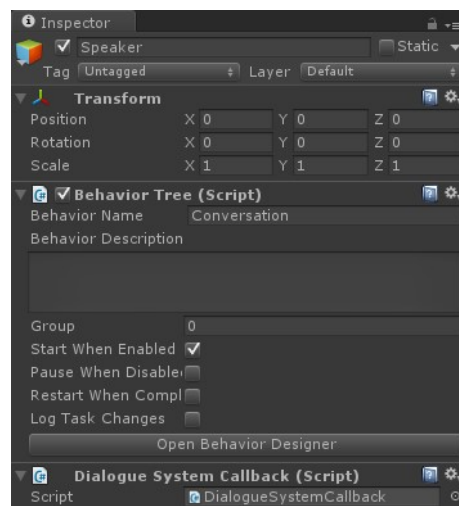 Inspector
Speaker Static
Tag Untagged Layer Default
Transform
Position X 0 Y 0 Z 0
Rotation X 0 Y 0 Z 0
Scale X 1 Y 1 Z 1
Behavior Tree (Script)
Behavior Name Conversation
Behavior Description
Group 0
Start When Enabled
Pause When Disable
Restart When Compl
Log Task Changes
Open Behavior Designer
Dialogue System Callback (Script)
Script DialogueSystemCallback